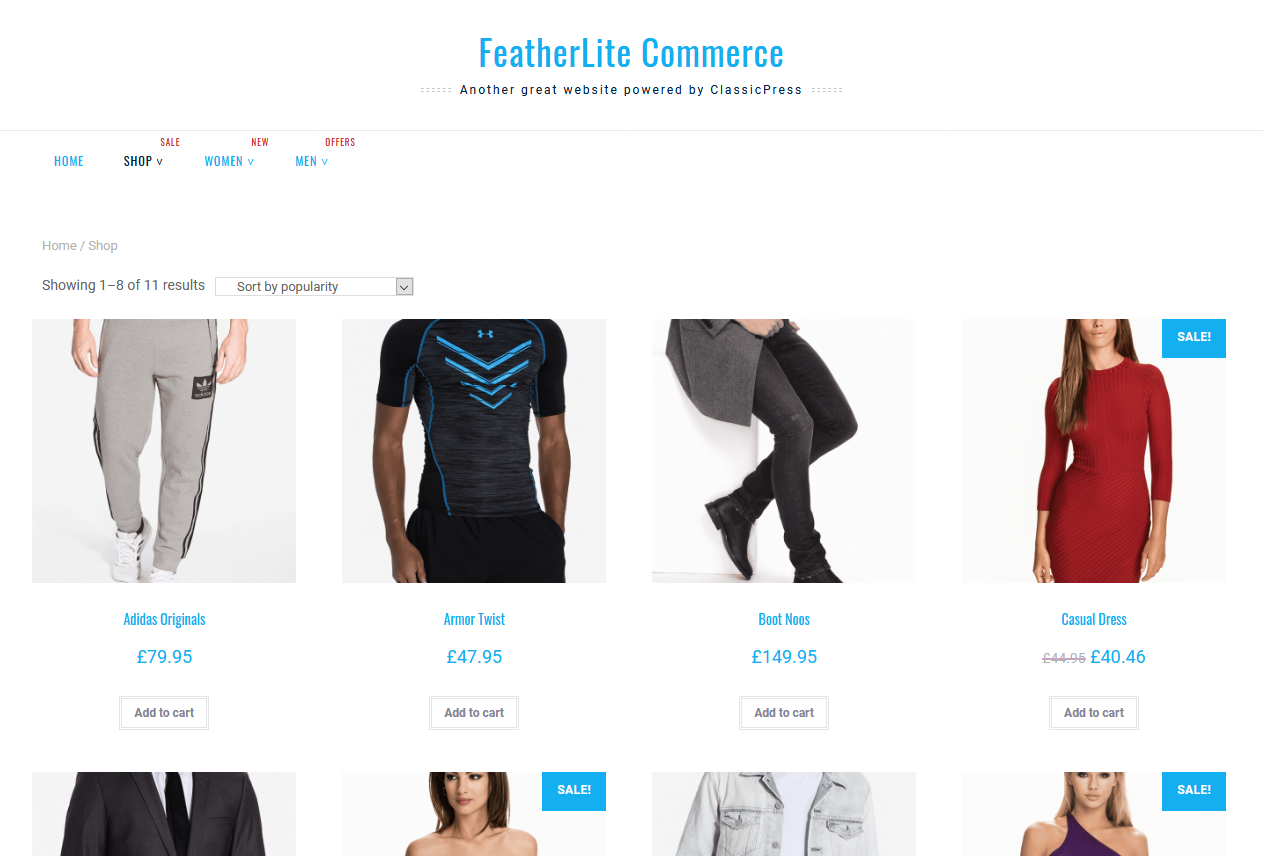 FeatherLite Commerce
Another great website powered by ClassicPress
SALE NEW OFFERS
HOME SHOP WOMEN MEN
Home / Shop
Showing 1–8 of 11 results Sort by popularity
SALE!
adidas
Adidas Originals Armor Twist Boot Noos Casual Dress
£79.95 £47.95 £149.95 £44.95 £40.46
Add to cart Add to cart Add to cart Add to cart
SALE! SALE!